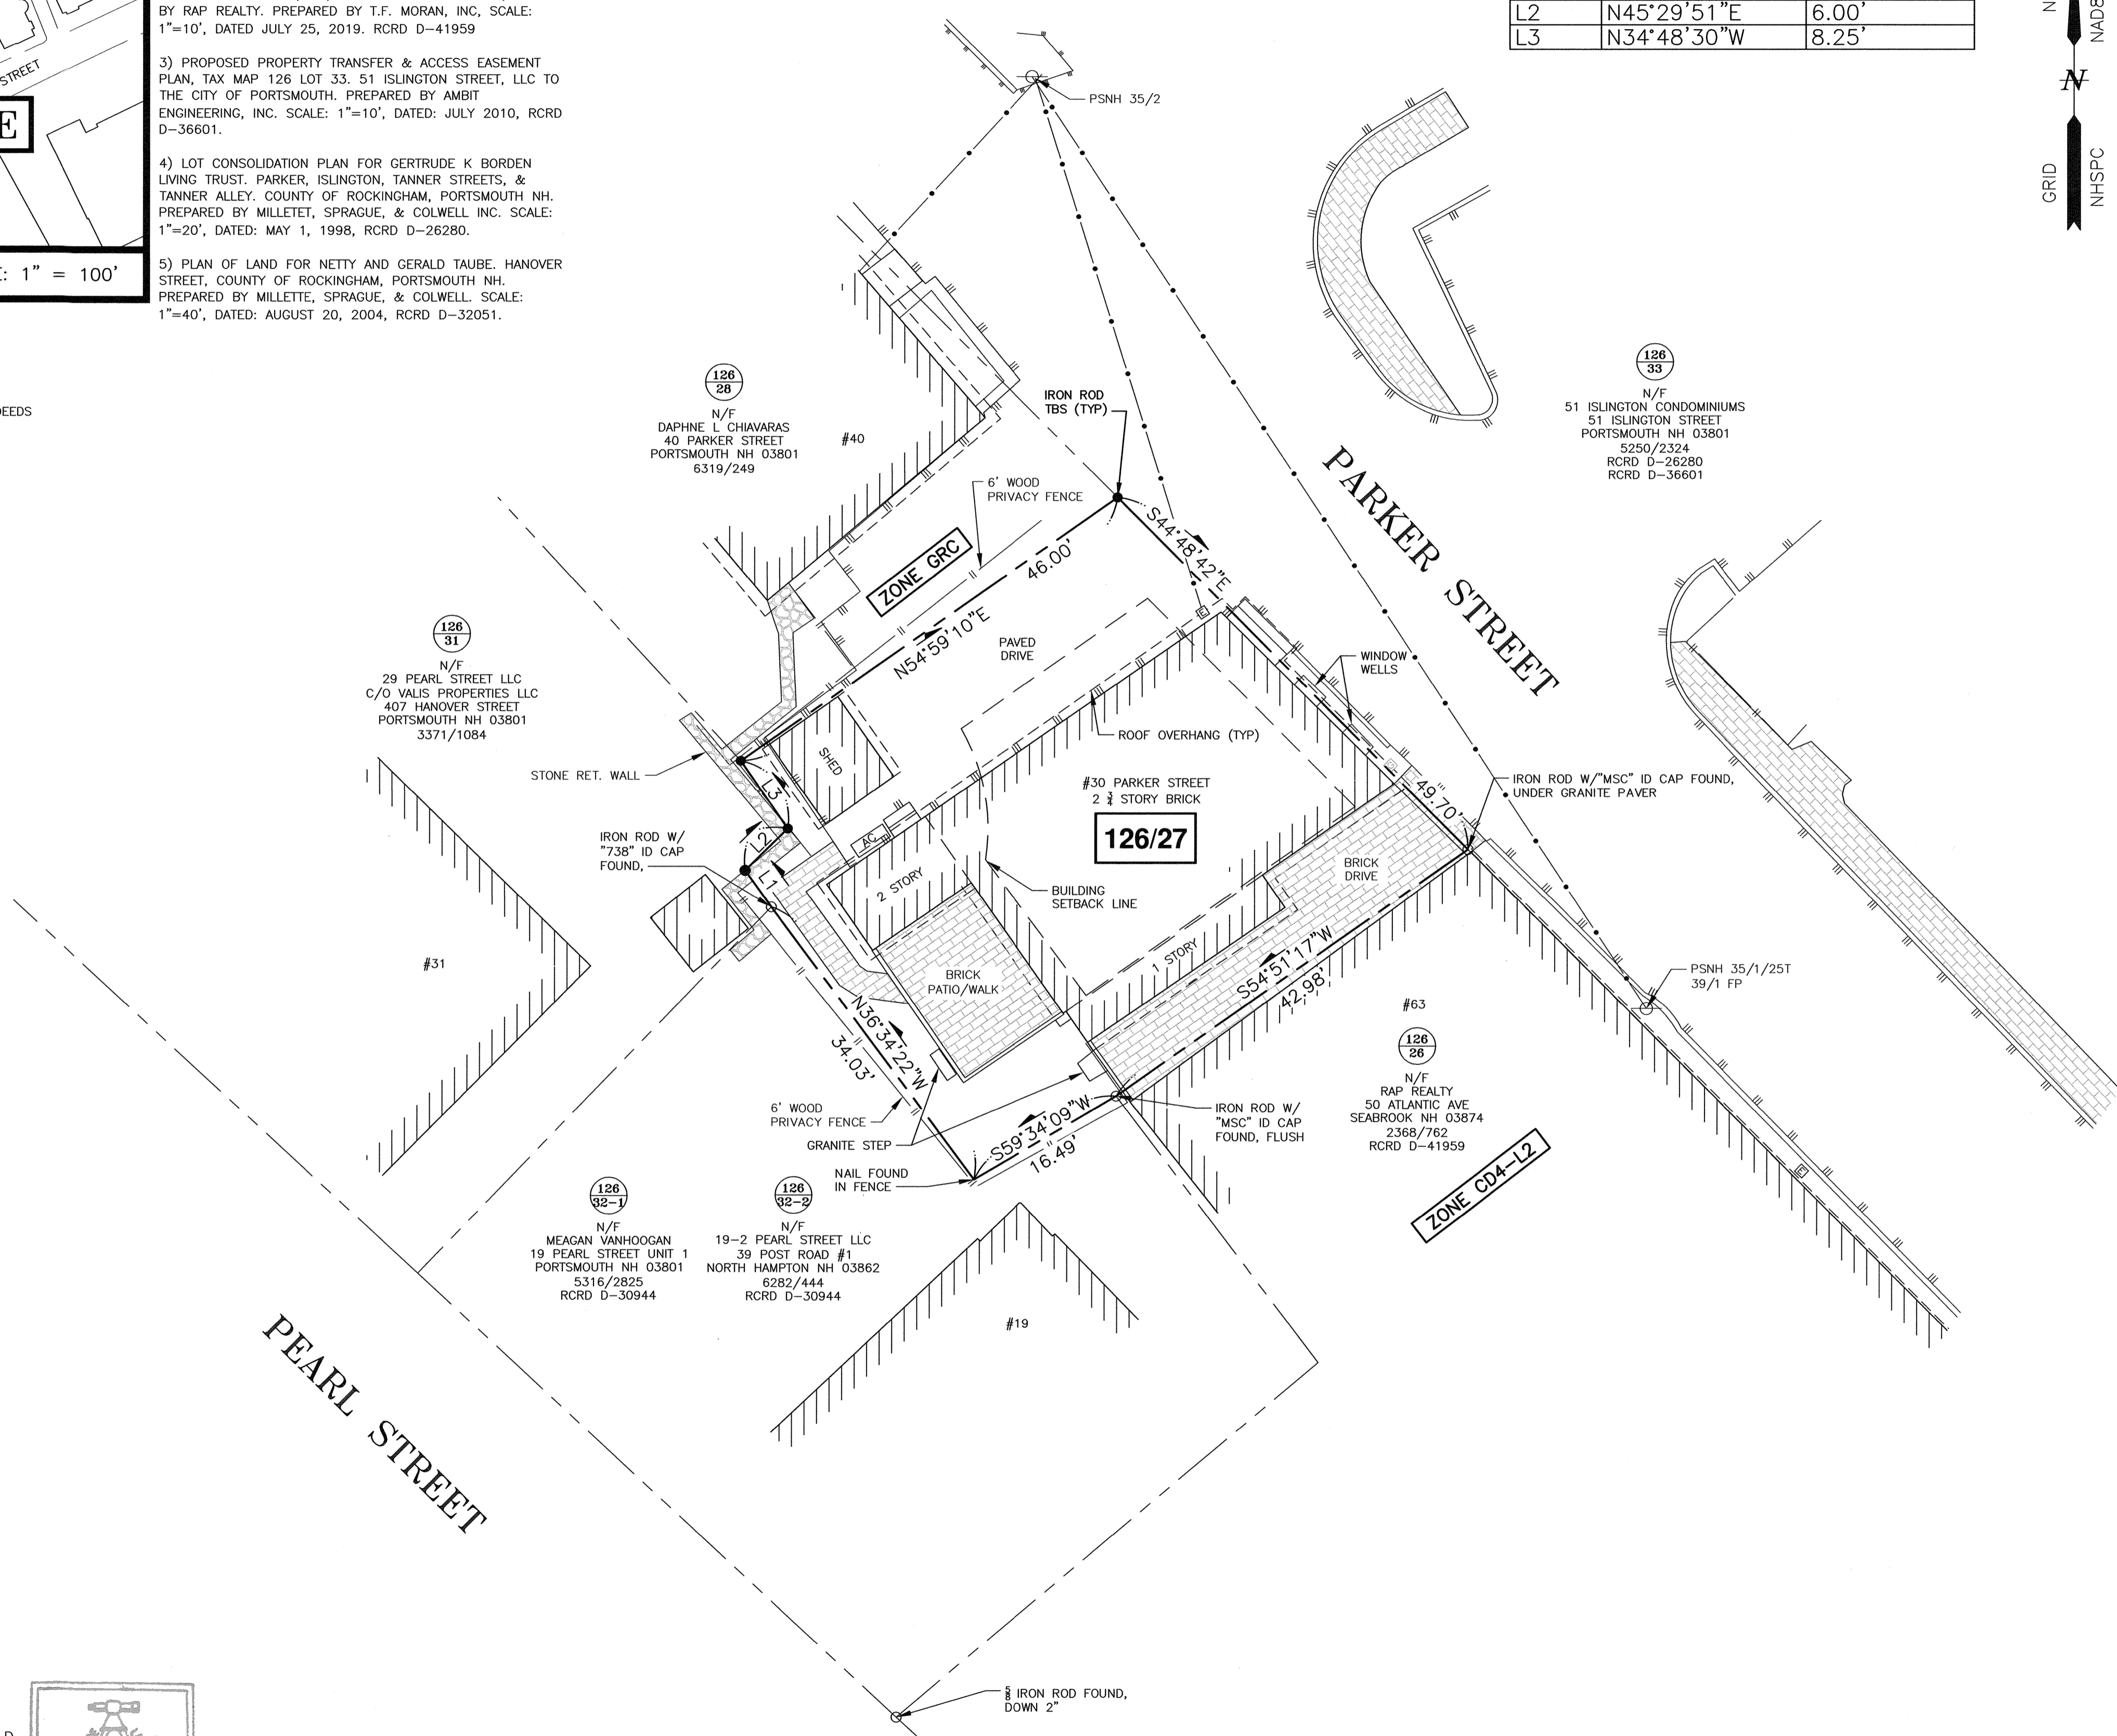 BY RAP REALTY. PREPARED BY T.F. MORAN, INC, SCALE:
1"=10', DATED JULY 25, 2019. RCRD D-41959
3) PROPOSED PROPERTY TRANSFER & ACCESS EASEMENT
PLAN, TAX MAP 126 LOT 33. 51 ISLINGTON STREET, LLC TO
THE CITY OF PORTSMOUTH. PREPARED BY AMBIT
ENGINEERING, INC. SCALE: 1"=10', DATED: JULY 2010, RCRD
D-36601.
4) LOT CONSOLIDATION PLAN FOR GERTRUDE K BORDEN
LIVING TRUST. PARKER, ISLINGTON, TANNER STREETS, &
TANNER ALLEY. COUNTY OF ROCKINGHAM, PORTSMOUTH NH.
PREPARED BY MILLETET, SPRAGUE, & COLWELL INC. SCALE:
1"=20', DATED: MAY 1, 1998, RCRD D-26280.
5) PLAN OF LAND FOR NETTY AND GERALD TAUBE. HANOVER
STREET, COUNTY OF ROCKINGHAM, PORTSMOUTH NH.
PREPARED BY MILLETTE, SPRAGUE, & COLWELL. SCALE:
1"=40', DATED: AUGUST 20, 2004, RCRD D-32051.
STREET
E
: 1" = 100'
DEEDS
L2 N45°29'51"E 6.00'
L3 N34°48'30"W 8.25'
N
NAD8
N
GRID
NHSPC
PSNH 35/2
126
33
N/F
51 ISLINGTON CONDOMINIUMS
51 ISLINGTON STREET
PORTSMOUTH NH 03801
5250/2324
RCRD D-26280
RCRD D-36601
126
28
N/F
DAPHNE L CHIAVARAS
40 PARKER STREET
PORTSMOUTH NH 03801
6319/249
#40
IRON ROD
TBS (TYP)
6' WOOD
PRIVACY FENCE
ZONE GRC
46.00'
N54°59'10"E
S44°48'42"E
49.70'
PARKER STREET
PAVED
DRIVE
WINDOW
WELLS
E
126
31
N/F
29 PEARL STREET LLC
C/O VALIS PROPERTIES LLC
407 HANOVER STREET
PORTSMOUTH NH 03801
3371/1084
STONE RET. WALL
SHED
ROOF OVERHANG (TYP)
#30 PARKER STREET
2 3/4 STORY BRICK
126/27
IRON ROD W/"MSC" ID CAP FOUND,
UNDER GRANITE PAVER
L3
L2
L1
IRON ROD W/
"738" ID CAP
FOUND,
AC
2 STORY
BUILDING
SETBACK LINE
BRICK
DRIVE
1 STORY
BRICK
PATIO/WALK
S54°51'17"W
42.98'
#31
#63
PSNH 35/1/25T
39/1 FP
N36°34'22"W
34.03'
6' WOOD
PRIVACY FENCE
GRANITE STEP
NAIL FOUND
IN FENCE
S59°34'09"W
16.49'
IRON ROD W/
"MSC" ID CAP
FOUND, FLUSH
126
26
N/F
RAP REALTY
50 ATLANTIC AVE
SEABROOK NH 03874
2368/762
RCRD D-41959
ZONE CD4-L2
E
126
32-1
N/F
MEAGAN VANHOOGAN
19 PEARL STREET UNIT 1
PORTSMOUTH NH 03801
5316/2825
RCRD D-30944
126
32-2
N/F
19-2 PEARL STREET LLC
39 POST ROAD #1
NORTH HAMPTON NH 03862
6282/444
RCRD D-30944
#19
PEARL STREET
5/8 IRON ROD FOUND,
DOWN 2"